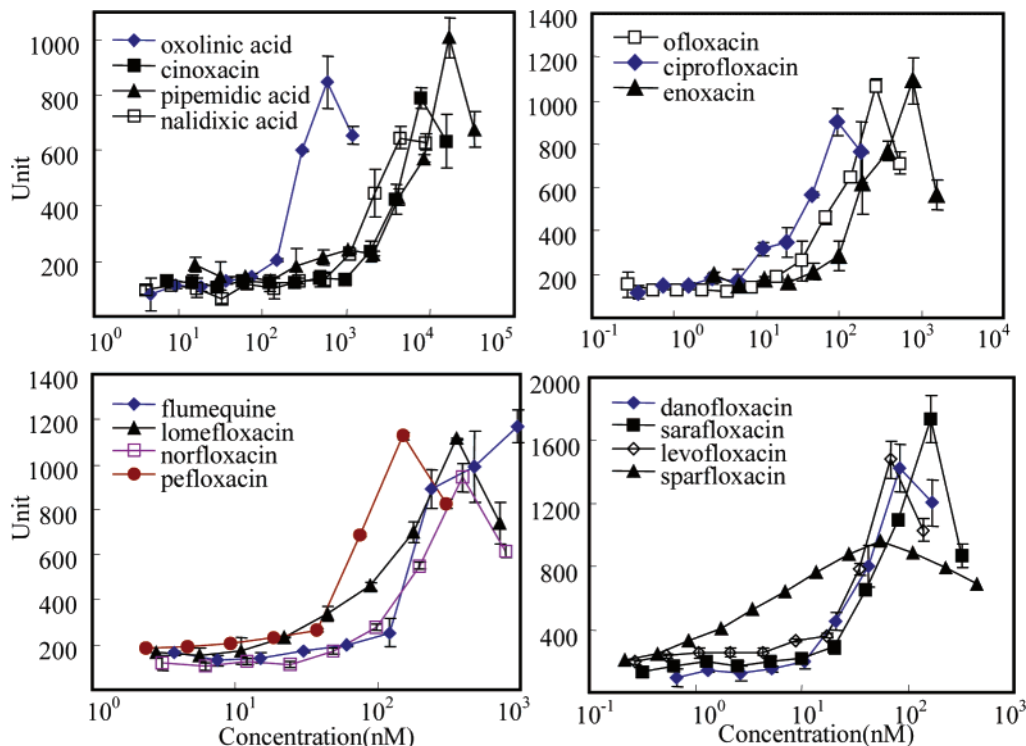 1000
800
600
400
200
Unit
oxolinic acid
cinoxacin
pipemidic acid
nalidixic acid
10^0 10^1 10^2 10^3 10^4 10^5
1400
1200
1000
800
600
400
200
0
ofloxacin
ciprofloxacin
enoxacin
10^-1 10^0 10^1 10^2 10^3 10^4
1400
1200
1000
800
600
400
200
0
Unit
flumequine
lomefloxacin
norfloxacin
pefloxacin
10^0 10^1 10^2 10^3
Concentration(nM)
2000
1600
1200
800
400
0
danofloxacin
sarafloxacin
levofloxacin
sparfloxacin
10^-1 10^0 10^1 10^2 10^3
Concentration(nM)